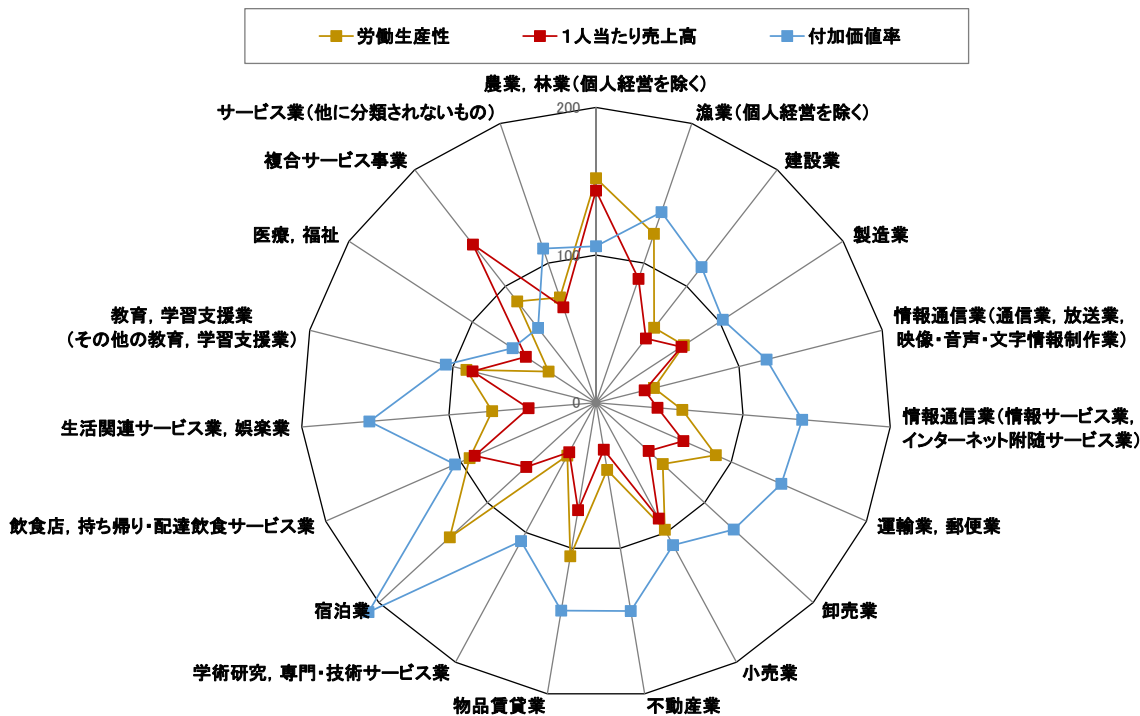 労働生産性
１人当たり売上高
付加価値率
農業，林業（個人経営を除く）
漁業（個人経営を除く）
建設業
製造業
情報通信業（通信業，放送業，
映像・音声・文字情報制作業）
情報通信業（情報サービス業，
インターネット附随サービス業）
運輸業，郵便業
卸売業
小売業
不動産業
物品賃貸業
学術研究，専門・技術サービス業
宿泊業
飲食店，持ち帰り・配達飲食サービス業
生活関連サービス業，娯楽業
教育，学習支援業
（その他の教育，学習支援業）
医療，福祉
複合サービス事業
サービス業（他に分類されないもの）
200
100
0